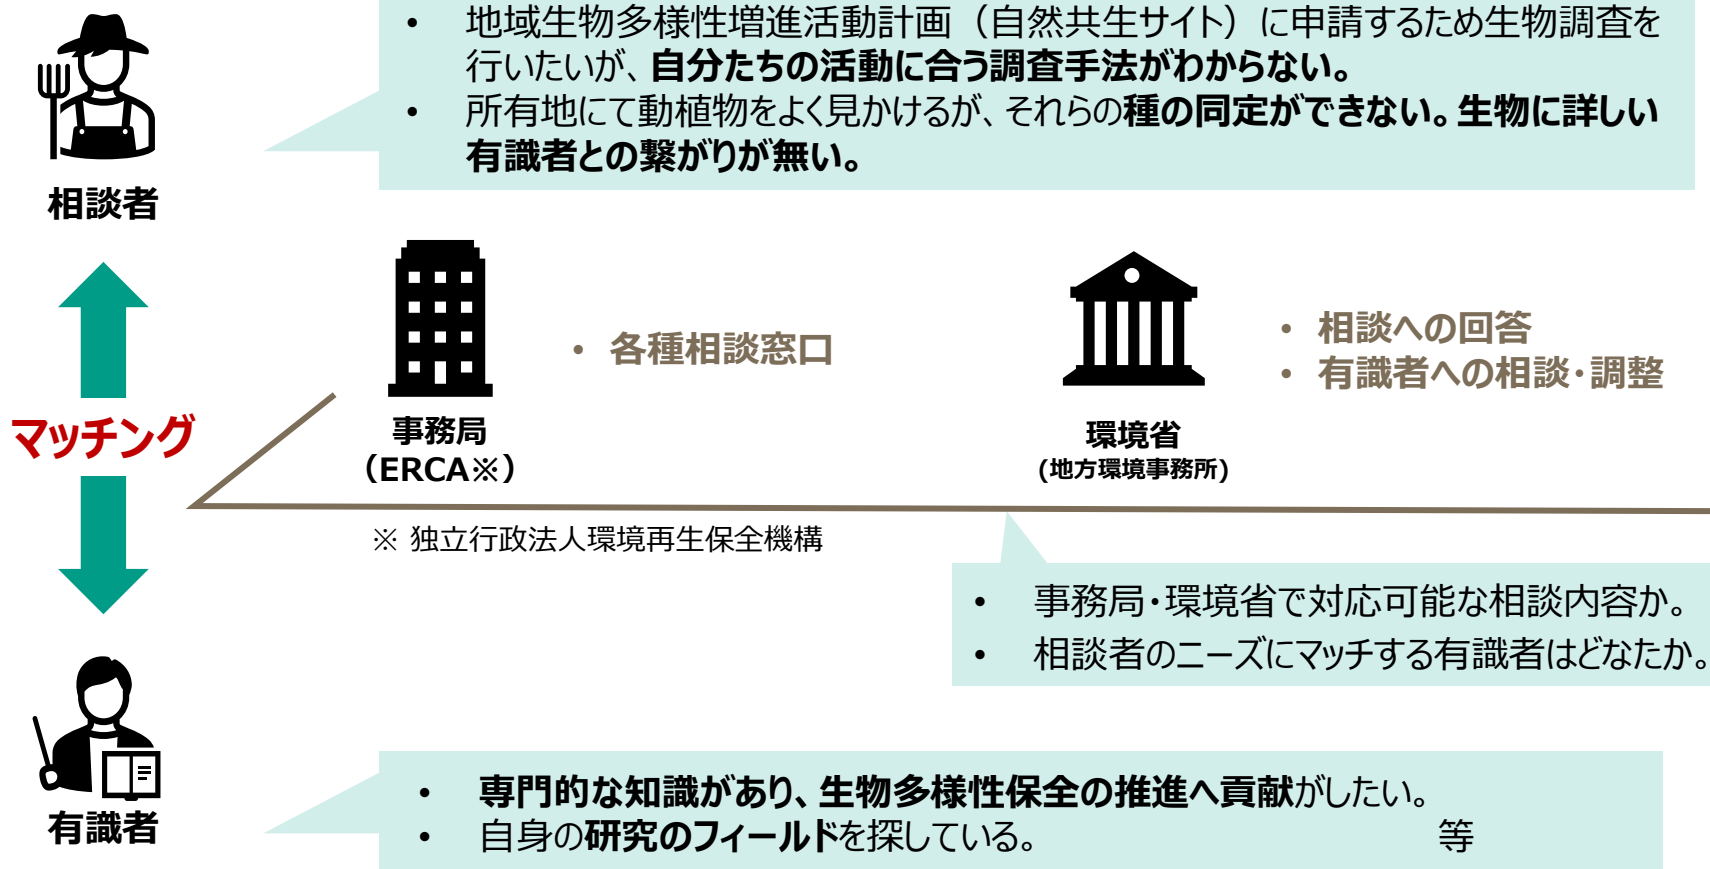 • 地域生物多様性増進活動計画（自然共生サイト）に申請するため生物調査を
行いたいが、自分たちの活動に合う調査手法がわからない。
• 所有地にて動植物をよく見かけるが、それらの種の同定ができない。生物に詳しい
有識者との繋がりが無い。
相談者
• 各種相談窓口
• 相談への回答
• 有識者への相談・調整
マッチング
事務局
（ERCA※）
環境省
(地方環境事務所)
※ 独立行政法人環境再生保全機構
• 事務局・環境省で対応可能な相談内容か。
• 相談者のニーズにマッチする有識者はどなたか。
• 専門的な知識があり、生物多様性保全の推進へ貢献がしたい。
• 自身の研究のフィールドを探している。 等
有識者